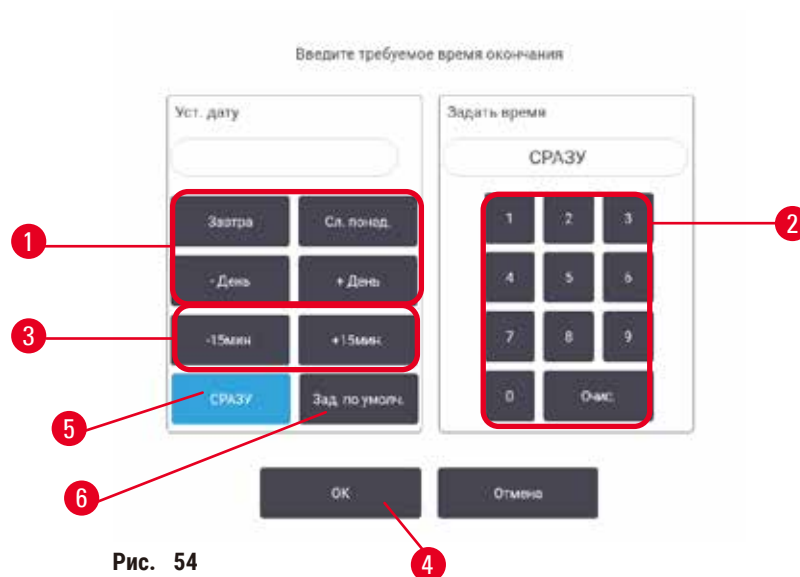 Введите требуемое время окончания
Уст. дату
Задать время
СРАЗУ
Завтра
Сл. понед.
1
2
3
- День
+ День
4
5
6
-15мин
+15мин.
7
8
9
СРАЗУ
Зад. по умолч.
0
Очис.
ОК
Отмена
1
2
3
5
6
4
Рис. 54